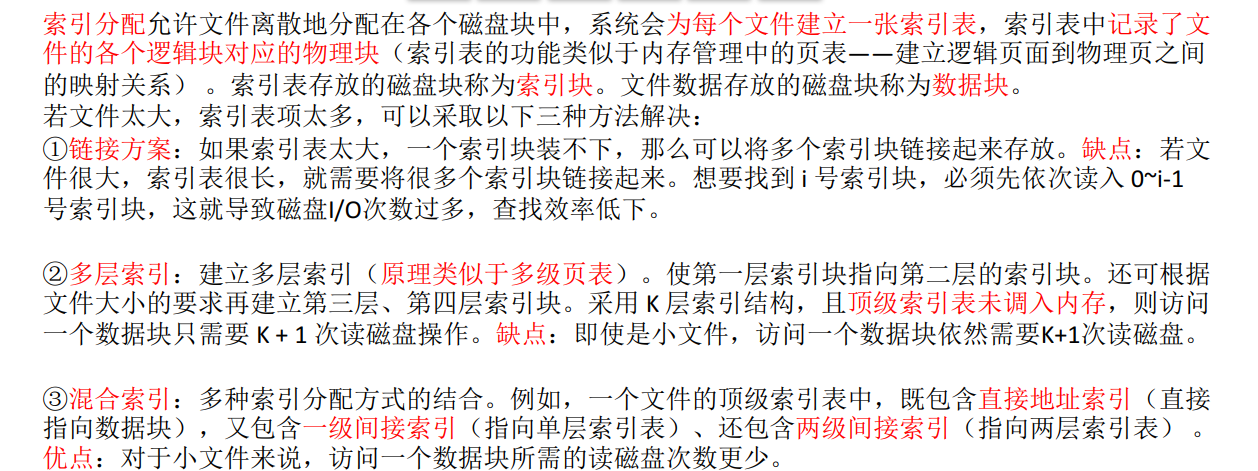 索引分配允许文件离散地分配在各个磁盘块中，系统会为每个文件建立一张索引表，索引表中记录了文
件的各个逻辑块对应的物理块（索引表的功能类似于内存管理中的页表——建立逻辑页面到物理页之间
的映射关系）。索引表存放的磁盘块称为索引块。文件数据存放的磁盘块称为数据块。
若文件太大，索引表项太多，可以采取以下三种方法解决：
①链接方案：如果索引表太大，一个索引块装不下，那么可以将多个索引块链接起来存放。缺点：若文
件很大，索引表很长，就需要将很多个索引块链接起来。想要找到 i 号索引块，必须先依次读入 0~i-1
号索引块，这就导致磁盘I/O次数过多，查找效率低下。
②多层索引：建立多层索引（原理类似于多级页表）。使第一层索引块指向第二层的索引块。还可根据
文件大小的要求再建立第三层、第四层索引块。采用 K 层索引结构，且顶级索引表未调入内存，则访问
一个数据块只需要 K + 1 次读磁盘操作。缺点：即使是小文件，访问一个数据块依然需要K+1次读磁盘。
③混合索引：多种索引分配方式的结合。例如，一个文件的顶级索引表中，既包含直接地址索引（直接
指向数据块），又包含一级间接索引（指向单层索引表）、还包含两级间接索引（指向两层索引表）。
优点：对于小文件来说，访问一个数据块所需的读磁盘次数更少。